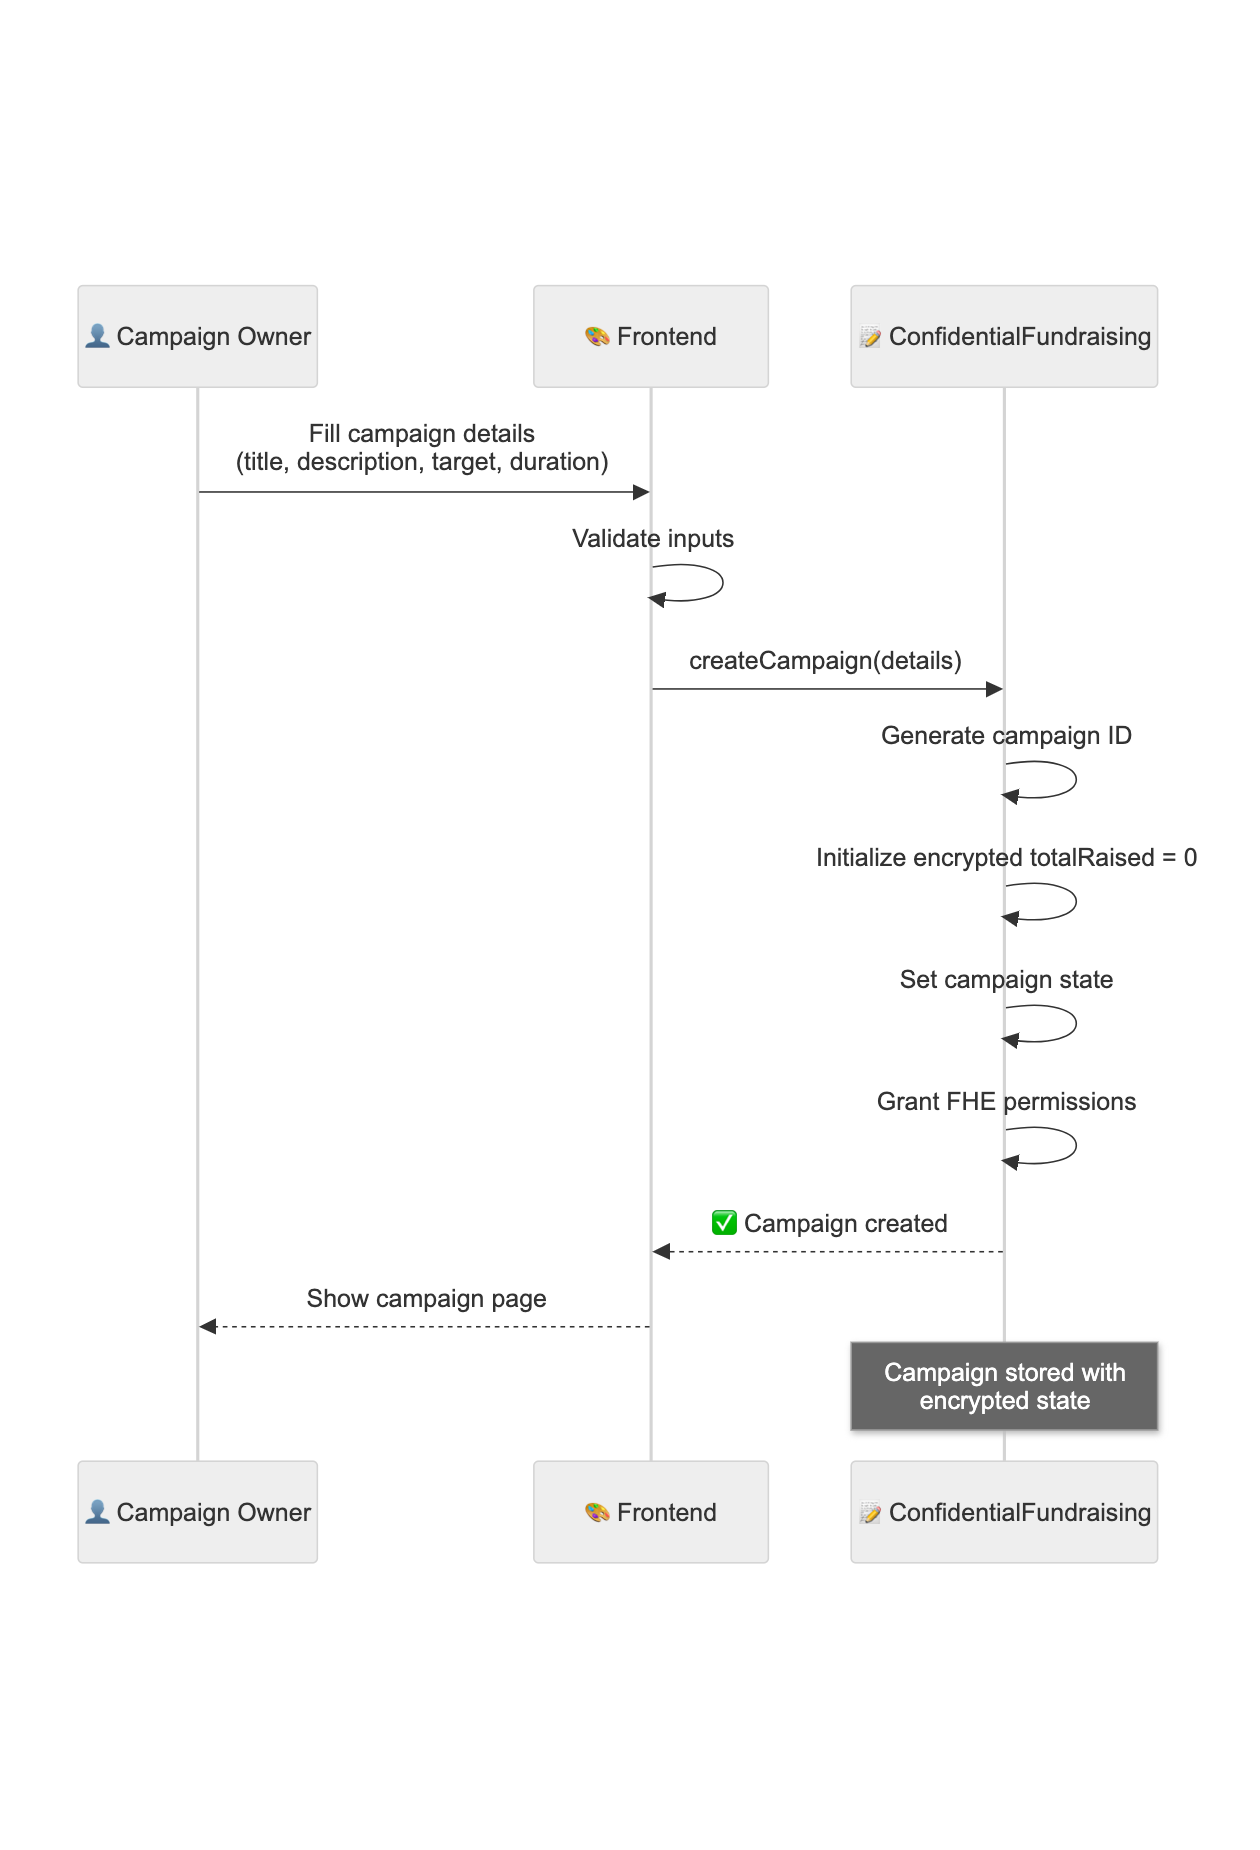 👤 Campaign Owner
🎨 Frontend
📝 ConfidentialFundraising
Fill campaign details
(title, description, target, duration)
Validate inputs
createCampaign(details)
Generate campaign ID
Initialize encrypted totalRaised = 0
Set campaign state
Grant FHE permissions
✅ Campaign created
Show campaign page
Campaign stored with
encrypted state
👤 Campaign Owner
🎨 Frontend
📝 ConfidentialFundraising